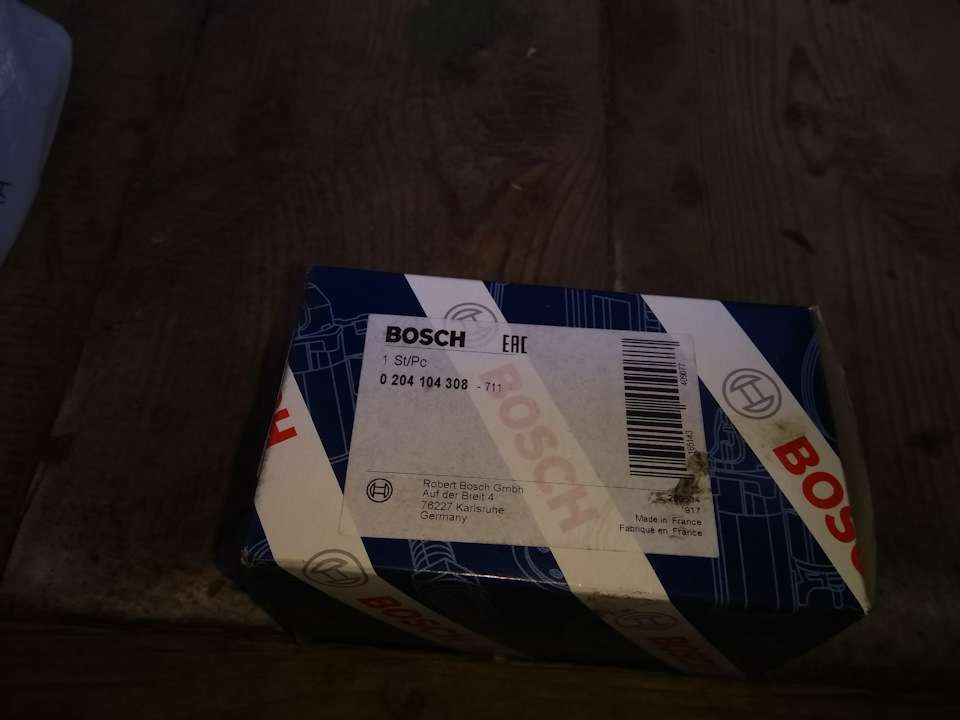 BOSCH EAC
1 St/Pc
0 204 104 308 - 711
Robert Bosch GmbH
Auf der Breit 4
76227 Karlsruhe
Germany
917
Made in France
Fabriqué en France
BOSCH
BOSCH
BOSCH
BOSCH
H